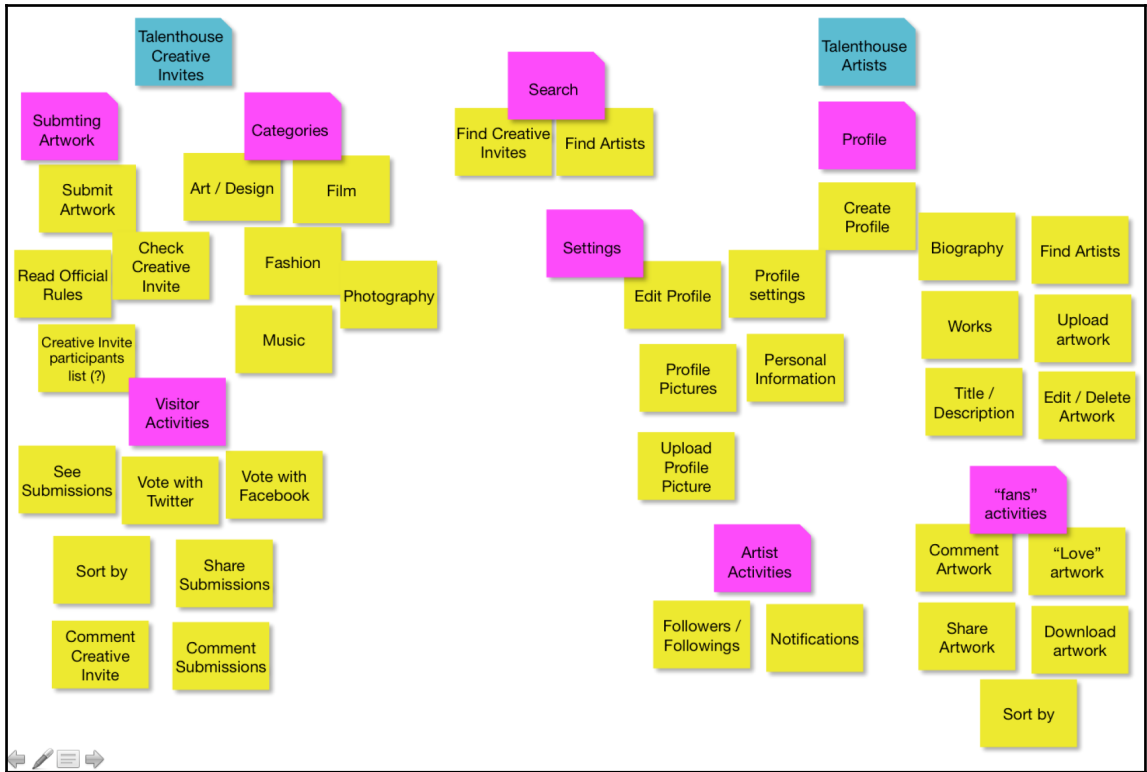 Talenthouse
Creative
Invites
Submting
Artwork
Submit
Artwork
Check
Creative
Invite
Read Official
Rules
Creative Invite
participants
list (?)
Categories
Art / Design
Film
Fashion
Photography
Music
Visitor
Activities
See
Submissions
Vote with
Twitter
Vote with
Facebook
Sort by
Share
Submissions
Comment
Creative
Invite
Comment
Submissions
Search
Find Creative
Invites
Find Artists
Settings
Edit Profile
Profile
settings
Profile
Pictures
Personal
Information
Upload
Profile
Picture
Artist
Activities
Followers /
Followings
Notifications
Talenthouse
Artists
Profile
Create
Profile
Biography
Find Artists
Works
Upload
artwork
Title /
Description
Edit / Delete
Artwork
“fans”
activities
Comment
Artwork
“Love”
artwork
Share
Artwork
Download
artwork
Sort by